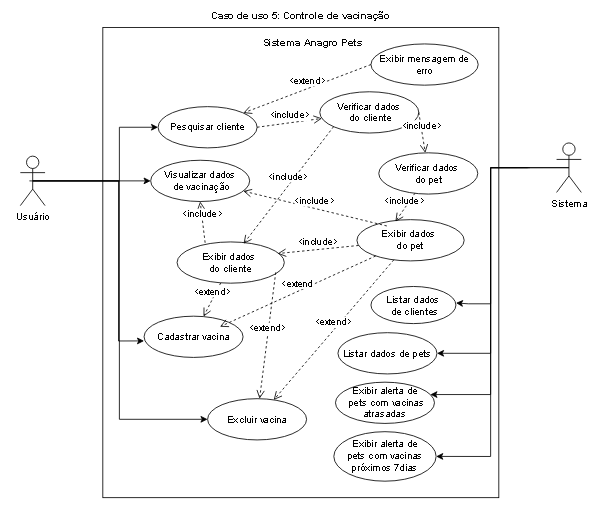 Caso de uso 5: Controle de vacinação
Sistema Anagro Pets
Exibir mensagem de
erro
<extend>
Verificar dados
do cliente
Pesquisar cliente
<include>
<include>
Verificar dados
do pet
Visualizar dados
de vacinação
<include>
Usuário
Sistema
<include>
<include>
<include>
Exibir dados
do pet
<include>
Exibir dados
do cliente
<extend>
<extend
Listar dados
de clientes
Cadastrar vacina
<extend>
<extend>
Listar dados de pets
Exibir alerta de
pets com vacinas
atrasadas
Excluir vacina
Exibir alerta de
pets com vacinas
próximos 7dias